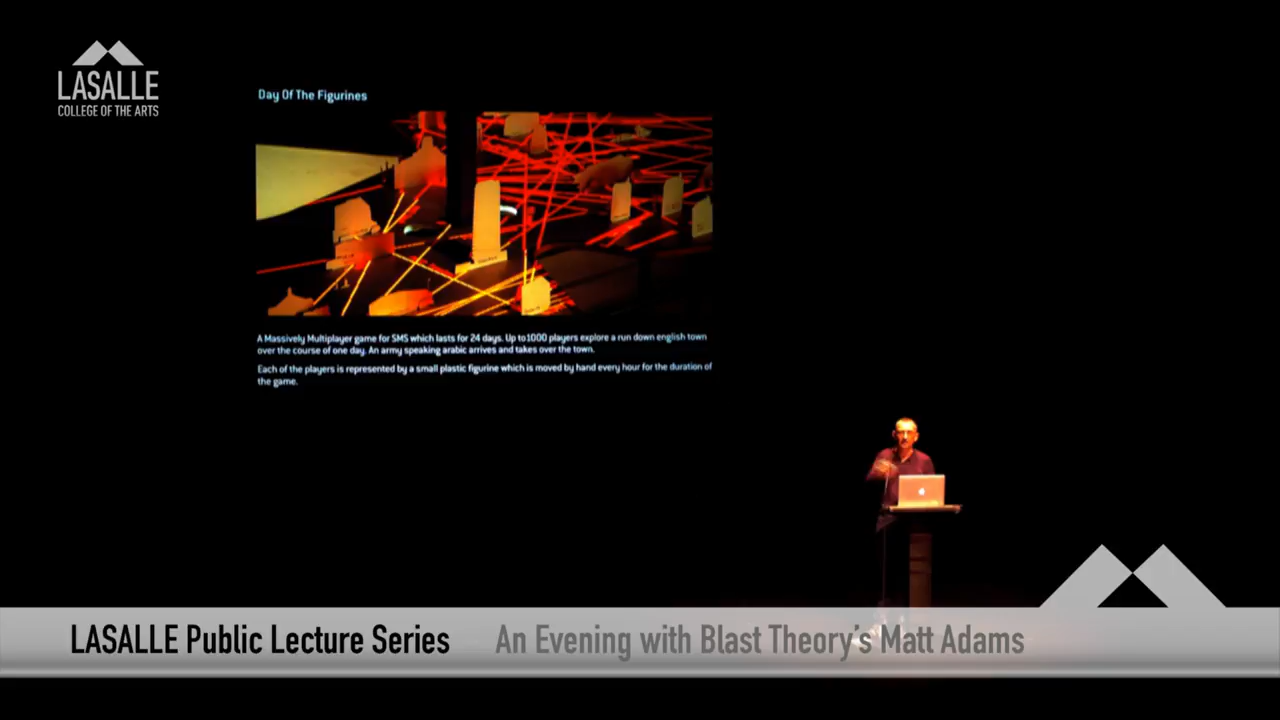 LASALLE
COLLEGE OF THE ARTS
Day Of The Figurines
A Massively Multiplayer game for SMS which lasts for 24 days. Up to1000 players explore a run down english town
over the course of one day. An army speaking arabic arrives and takes over the town.
Each of the players is represented by a small plastic figurine which is moved by hand every hour for the duration of
the game.
LASALLE Public Lecture Series An Evening with Blast Theory's Matt Adams